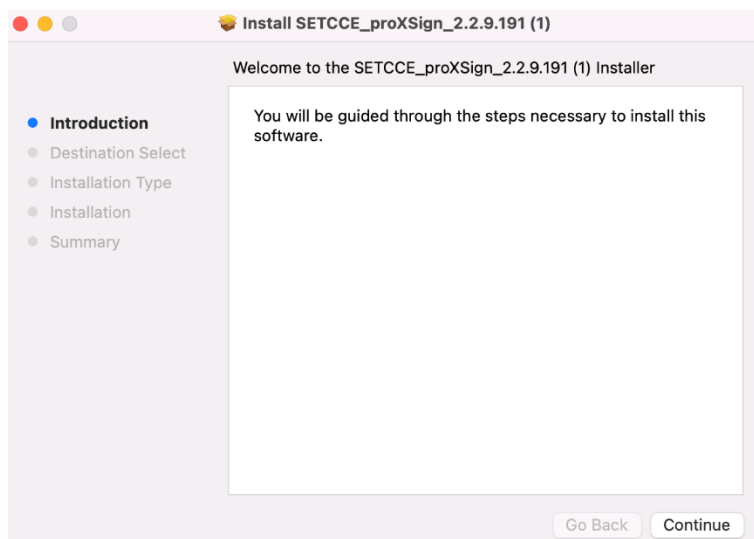 Install SETCCE_proXSign_2.2.9.191 (1)
Welcome to the SETCCE_proXSign_2.2.9.191 (1) Installer
Introduction
Destination Select
Installation Type
Installation
Summary
You will be guided through the steps necessary to install this
software.
Go Back
Continue